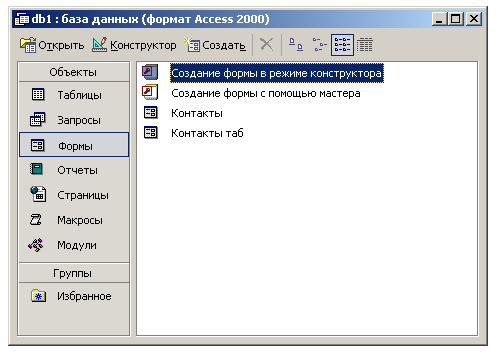 db1 : база данных (формат Access 2000)
Открыть Конструктор Создать
Объекты
Таблицы
Запросы
Формы
Отчеты
Страницы
Макросы
Модули
Группы
Избранное
Создание формы в режиме конструктора
Создание формы с помощью мастера
Контакты
Контакты таб